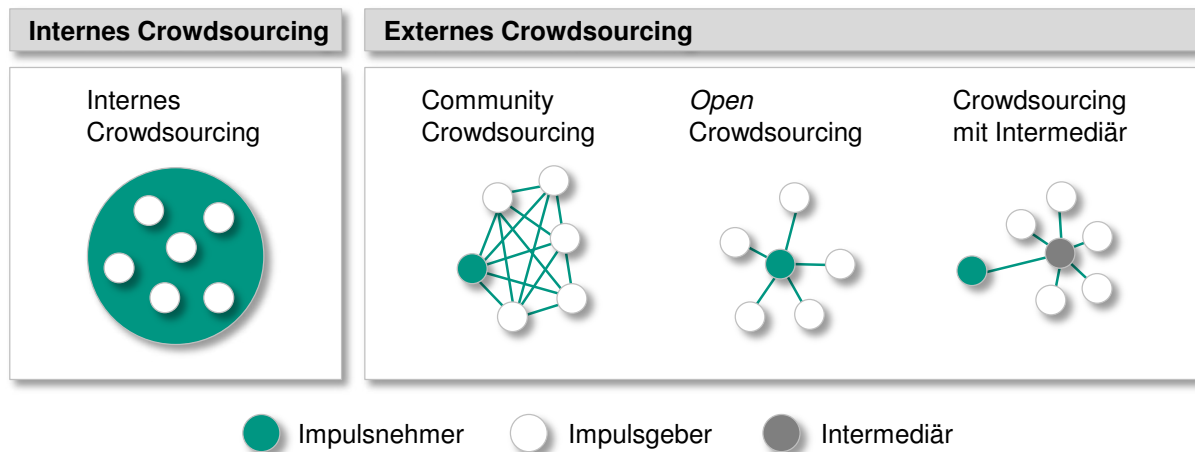 Internes Crowdsourcing
Externes Crowdsourcing
Internes
Crowdsourcing
Community
Crowdsourcing
Open
Crowdsourcing
Crowdsourcing
mit Intermediär
Impulsnehmer
Impulsgeber
Intermediär